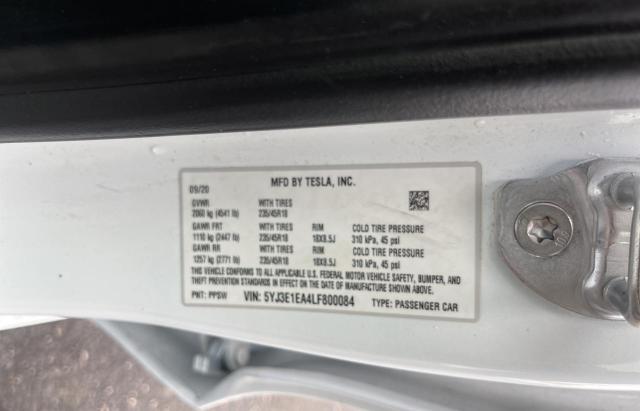 MFD BY TESLA, INC.
09/20
GVWR WITH TIRES
2060 kg (4541 lb) 235/45R18
GAWR FRT WITH TIRES RIM COLD TIRE PRESSURE
1110 kg (2447 lb) 235/45R18 18X8.5J 310 kPa, 45 psi
GAWR RR WITH TIRES RIM COLD TIRE PRESSURE
1257 kg (2771 lb) 235/45R18 18X8.5J 310 kPa, 45 psi
THIS VEHICLE CONFORMS TO ALL APPLICABLE U.S. FEDERAL MOTOR VEHICLE SAFETY, BUMPER, AND
THEFT PREVENTION STANDARDS IN EFFECT ON THE DATE OF MANUFACTURE SHOWN ABOVE.
PNT: PPSW VIN: 5YJ3E1EA4LF800084 TYPE: PASSENGER CAR